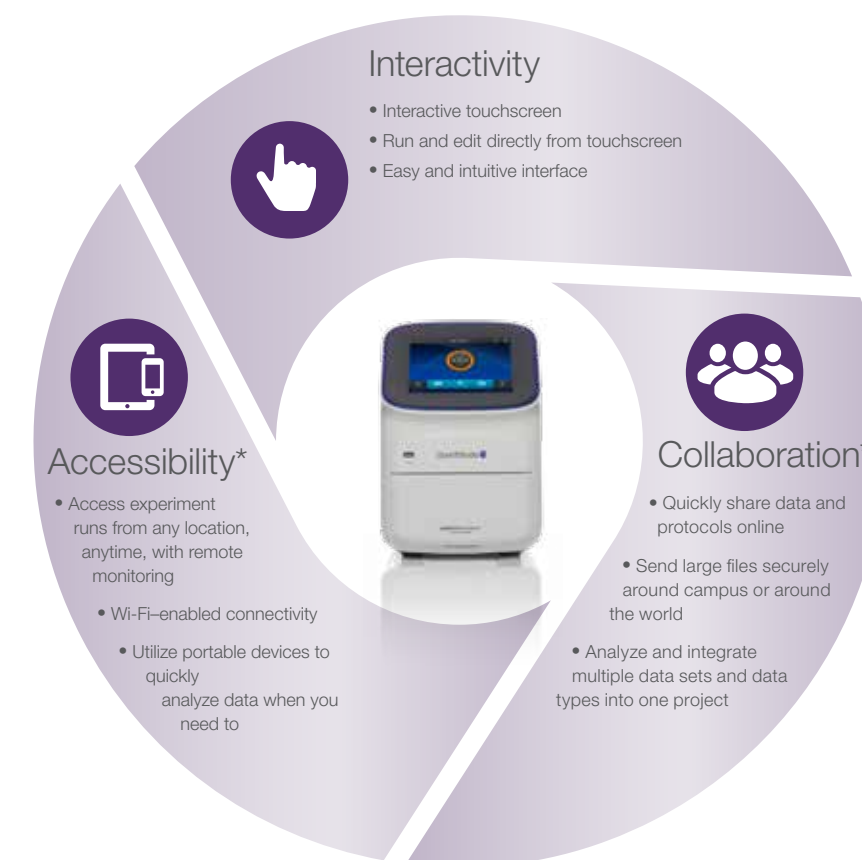 Interactivity
• Interactive touchscreen
• Run and edit directly from touchscreen
• Easy and intuitive interface
Accessibility*
• Access experiment
runs from any location,
anytime, with remote
monitoring
• Wi-Fi–enabled connectivity
• Utilize portable devices to
quickly
analyze data when you
need to
Collaboration*
• Quickly share data and
protocols online
• Send large files securely
around campus or around
the world
• Analyze and integrate
multiple data sets and data
types into one project